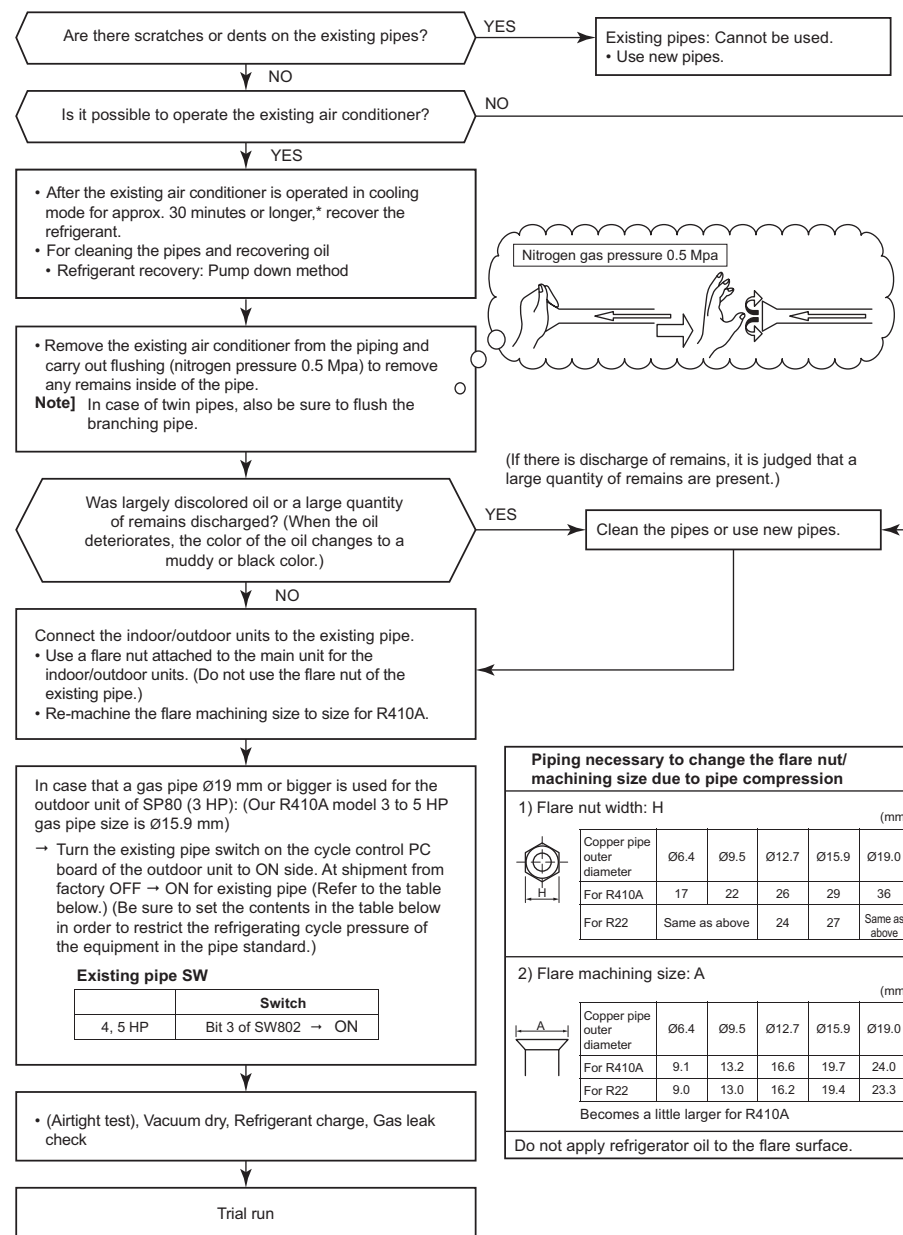 Are there scratches or dents on the existing pipes?
YES
Existing pipes: Cannot be used.
• Use new pipes.
NO
Is it possible to operate the existing air conditioner?
NO
YES
• After the existing air conditioner is operated in cooling
mode for approx. 30 minutes or longer,* recover the
refrigerant.
• For cleaning the pipes and recovering oil
• Refrigerant recovery: Pump down method
Nitrogen gas pressure 0.5 Mpa
• Remove the existing air conditioner from the piping and
carry out flushing (nitrogen pressure 0.5 Mpa) to remove
any remains inside of the pipe.
Note] In case of twin pipes, also be sure to flush the
branching pipe.
(If there is discharge of remains, it is judged that a
large quantity of remains are present.)
Was largely discolored oil or a large quantity
of remains discharged? (When the oil
deteriorates, the color of the oil changes to a
muddy or black color.)
YES
Clean the pipes or use new pipes.
NO
Connect the indoor/outdoor units to the existing pipe.
• Use a flare nut attached to the main unit for the
indoor/outdoor units. (Do not use the flare nut of the
existing pipe.)
• Re-machine the flare machining size to size for R410A.
In case that a gas pipe Ø19 mm or bigger is used for the
outdoor unit of SP80 (3 HP): (Our R410A model 3 to 5 HP
gas pipe size is Ø15.9 mm)
→ Turn the existing pipe switch on the cycle control PC
board of the outdoor unit to ON side. At shipment from
factory OFF → ON for existing pipe (Refer to the table
below.) (Be sure to set the contents in the table below
in order to restrict the refrigerating cycle pressure of
the equipment in the pipe standard.)
Existing pipe SW
Switch
4, 5 HP Bit 3 of SW802 → ON
• (Airtight test), Vacuum dry, Refrigerant charge, Gas leak
check
Trial run
Piping necessary to change the flare nut/
machining size due to pipe compression
1) Flare nut width: H
(mm
H
Copper pipe
outer
diameter
Ø6.4 Ø9.5 Ø12.7 Ø15.9 Ø19.0
For R410A 17 22 26 29 36
For R22 Same as above 24 27 Same as
above
2) Flare machining size: A
(mm
A
Copper pipe
outer
diameter
Ø6.4 Ø9.5 Ø12.7 Ø15.9 Ø19.0
For R410A 9.1 13.2 16.6 19.7 24.0
For R22 9.0 13.0 16.2 19.4 23.3
Becomes a little larger for R410A
Do not apply refrigerator oil to the flare surface.